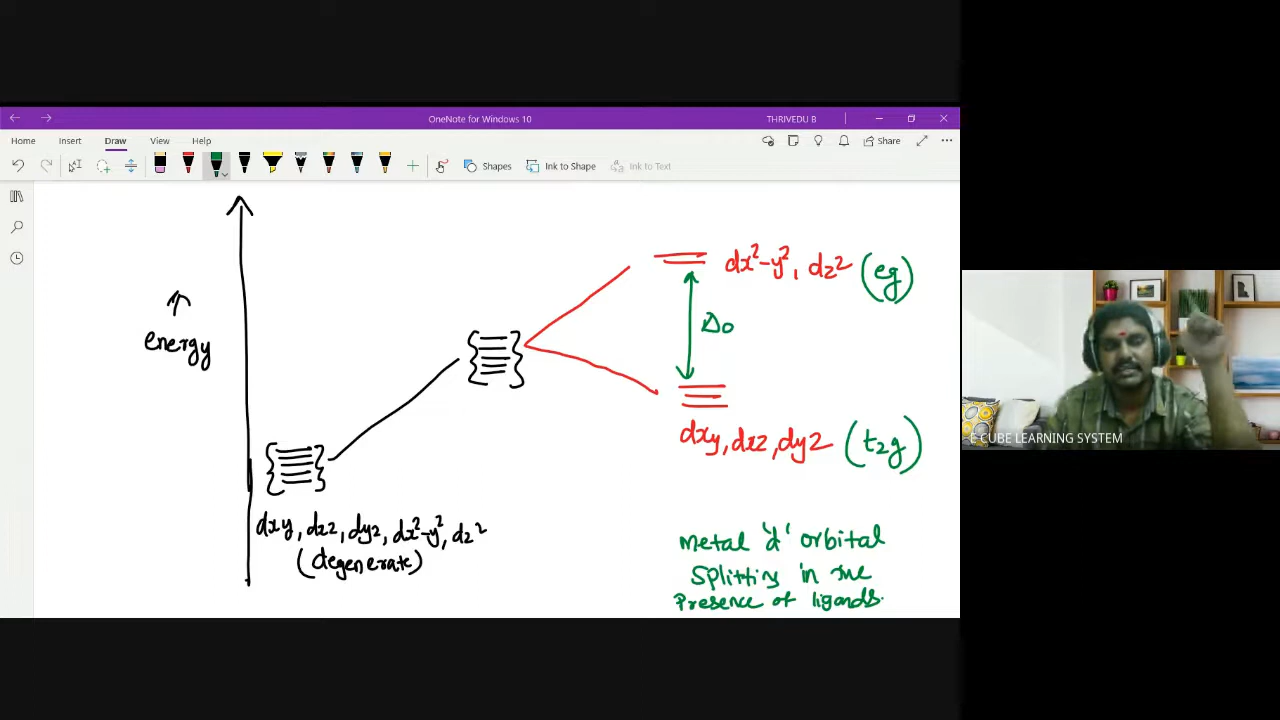 OneNote for Windows 10
THRIVEDU B
Home Insert Draw View Help
Share
Shapes Ink to Shape Ink to Text
energy
dx²-y², dz² (eg)
Δo
dxy, dxz, dyz (t₂g)
dxy, dxz, dyz, dx²-y², dz²
(degenerate)
Metal 'd' orbital
Splitting in the
Presence of ligands.
E CUBE LEARNING SYSTEM